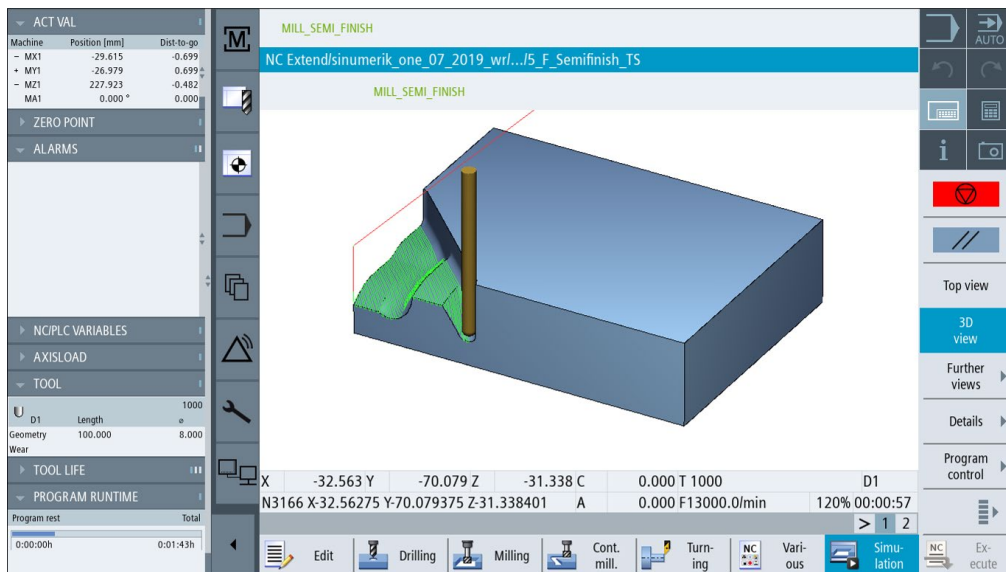 ACT VAL
Machine Position [mm] Dist-to-go
− MX1 -29.615 -0.699
+ MY1 -26.979 0.699
− MZ1 227.923 -0.482
MA1 0.000 ° 0.000
ZERO POINT
ALARMS
NC/PLC VARIABLES
AXISLOAD
TOOL
1000
D1 Length ⌀
Geometry 100.000 8.000
Wear
TOOL LIFE
PROGRAM RUNTIME
Program rest Total
0:00:00h 0:01:43h
M
MILL_SEMI_FINISH
NC Extend/sinumerik_one_07_2019_wr/.../5_F_Semifinish_TS
MILL_SEMI_FINISH
X -32.563 Y -70.079 Z -31.338 C 0.000 T 1000 D1
N3166 X-32.56275 Y-70.079375 Z-31.338401 A 0.000 F13000.0/min 120% 00:00:57
> 1 2
Edit
Drilling
Milling
Cont.
mill.
Turn-
ing
NC
Vari-
ous
Simu-
lation
NC
Ex-
ecute
AUTO
i
Top view
3D
view
Further
views
Details
Program
control